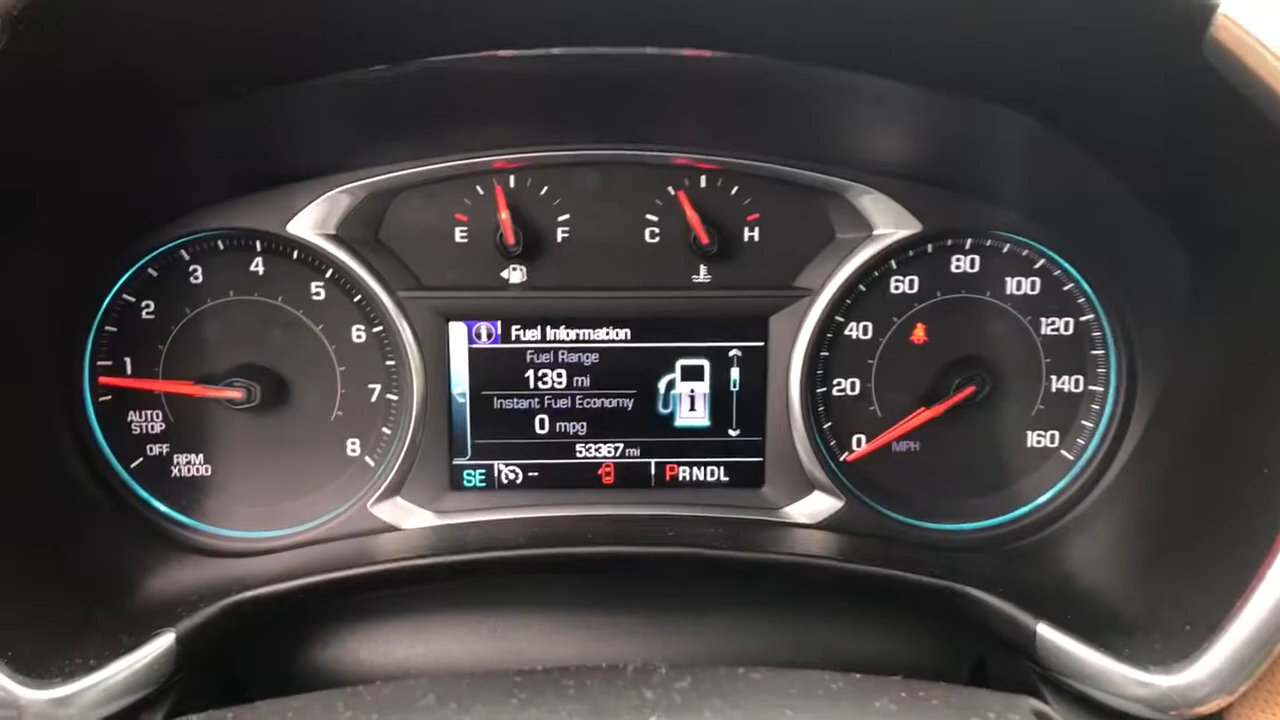 E F
C H
1 2 3 4 5 6 7 8
AUTO
STOP
OFF
RPM
X1000
i Fuel Information
Fuel Range
139 mi
Instant Fuel Economy
0 mpg
i
53367 mi
SE -- PRNDL
0 20 40 60 80 100 120 140 160
MPH